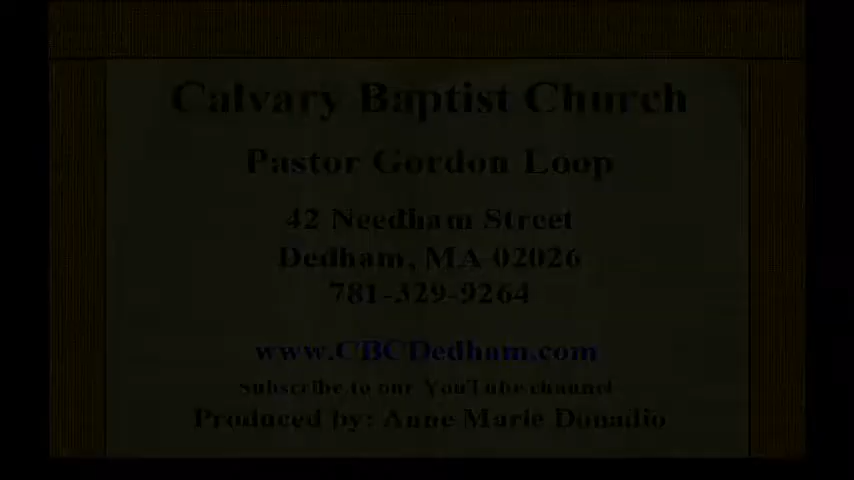 Calvary Baptist Church
Pastor Gordon Loop
42 Needham Street
Dedham, MA 02026
781-329-9264
www.CBCDedham.com
Subscribe to our YouTube channel
Produced by: Anne Marie Donadio